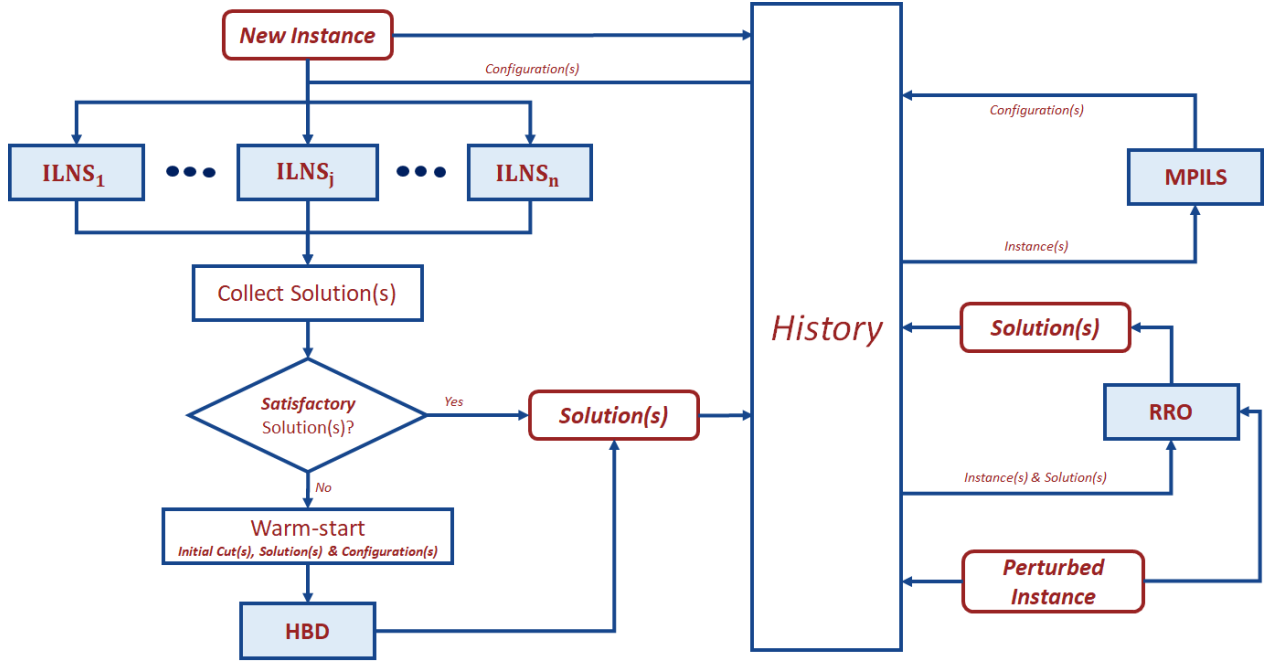 New Instance
Configuration(s)
Configuration(s)
ILNS1
ILNSj
ILNSn
MPILS
Instance(s)
Collect Solution(s)
History
Solution(s)
Satisfactory
Solution(s)?
Yes
Solution(s)
RRO
Instance(s) & Solution(s)
No
Warm-start
Initial Cut(s), Solution(s) & Configuration(s)
Perturbed
Instance
HBD